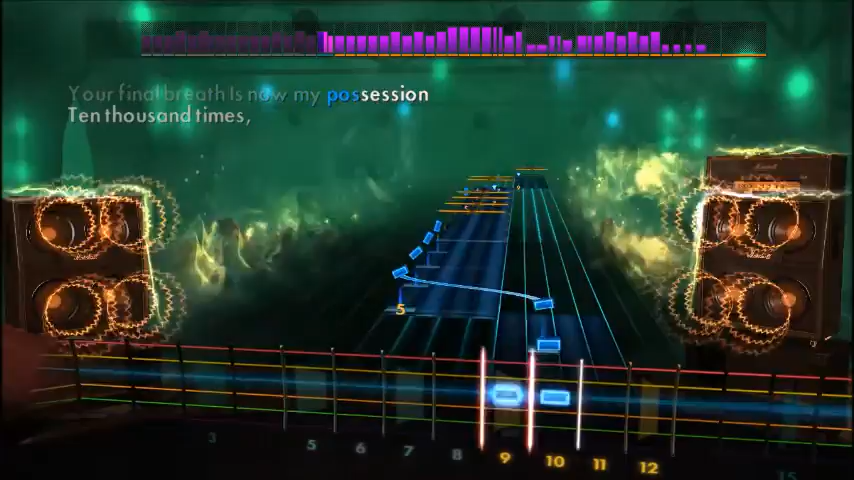 Your final breath Is now my possession
Ten thousand times,
5
3 5 6 7 8 9 10 11 12 15